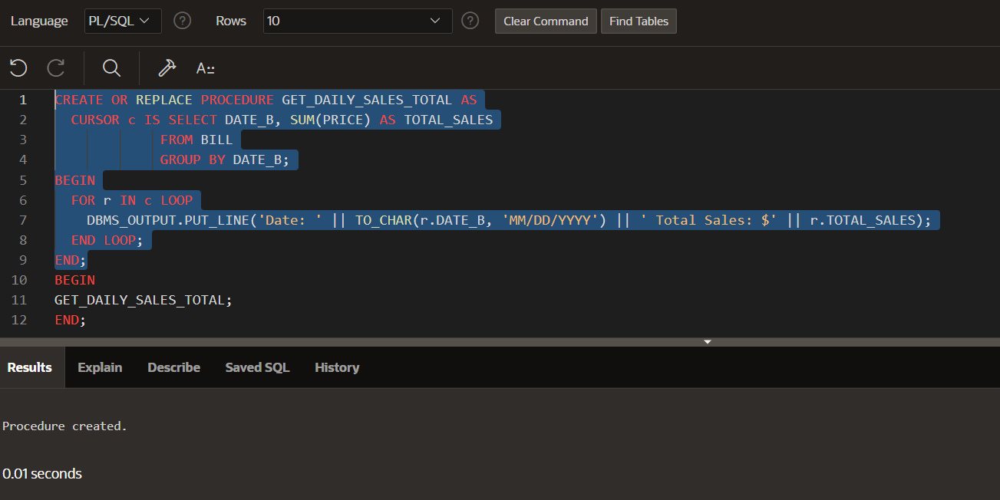 Language PL/SQL ? Rows 10 ? Clear Command Find Tables
A::
1 CREATE OR REPLACE PROCEDURE GET_DAILY_SALES_TOTAL AS
2 CURSOR c IS SELECT DATE_B, SUM(PRICE) AS TOTAL_SALES
3 FROM BILL
4 GROUP BY DATE_B;
5 BEGIN
6 FOR r IN c LOOP
7 DBMS_OUTPUT.PUT_LINE('Date: ' || TO_CHAR(r.DATE_B, 'MM/DD/YYYY') || ' Total Sales: $' || r.TOTAL_SALES);
8 END LOOP;
9 END;
10 BEGIN
11 GET_DAILY_SALES_TOTAL;
12 END;
Results Explain Describe Saved SQL History
Procedure created.
0.01 seconds